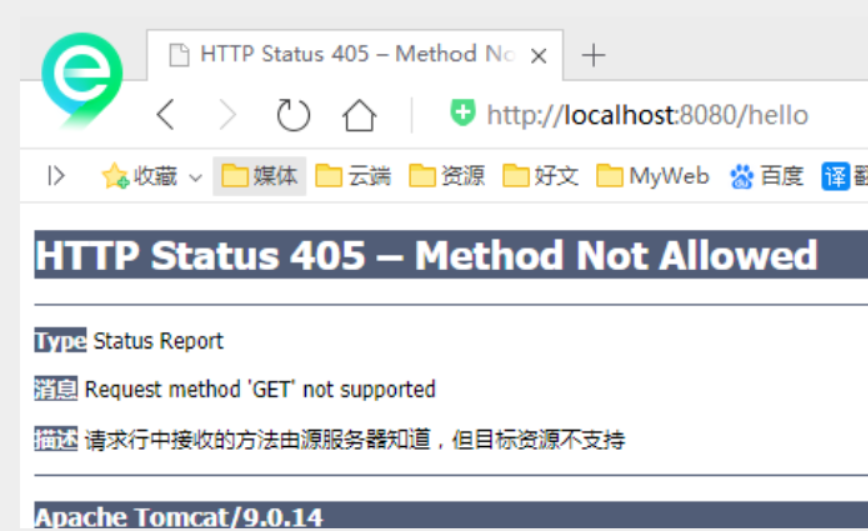 HTTP Status 405 – Method No
http://localhost:8080/hello
收藏 媒体 云端 资源 好文 MyWeb 百度 译
HTTP Status 405 – Method Not Allowed
Type Status Report
消息 Request method 'GET' not supported
描述 请求行中接收的方法由源服务器知道，但目标资源不支持
Apache Tomcat/9.0.14